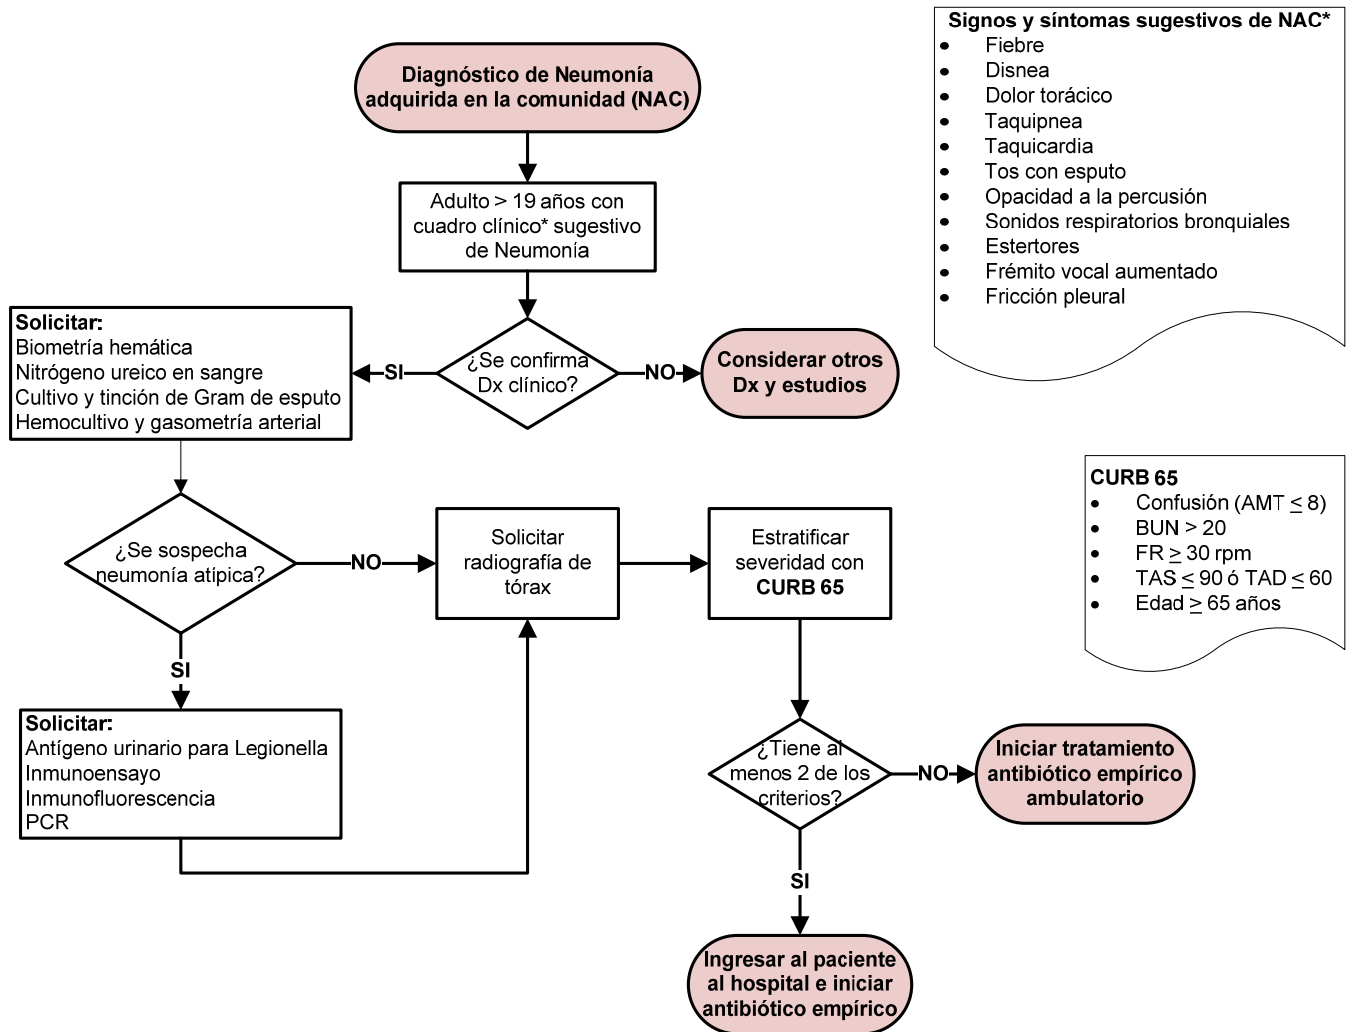 Diagnóstico de Neumonía
adquirida en la comunidad (NAC)
Signos y síntomas sugestivos de NAC*
• Fiebre
• Disnea
• Dolor torácico
• Taquipnea
• Taquicardia
• Tos con esputo
• Opacidad a la percusión
• Sonidos respiratorios bronquiales
• Estertores
• Frémito vocal aumentado
• Fricción pleural
Adulto > 19 años con
cuadro clínico* sugestivo
de Neumonía
¿Se confirma
Dx clínico?
SI
NO
Considerar otros
Dx y estudios
Solicitar:
Biometría hemática
Nitrógeno ureico en sangre
Cultivo y tinción de Gram de esputo
Hemocultivo y gasometría arterial
¿Se sospecha
neumonía atípica?
NO
SI
Solicitar
radiografía de
tórax
Estratificar
severidad con
CURB 65
CURB 65
• Confusión (AMT ≤ 8)
• BUN > 20
• FR ≥ 30 rpm
• TAS ≤ 90 ó TAD ≤ 60
• Edad ≥ 65 años
Solicitar:
Antígeno urinario para Legionella
Inmunoensayo
Inmunofluorescencia
PCR
¿Tiene al
menos 2 de los
criterios?
NO
Iniciar tratamiento
antibiótico empírico
ambulatorio
SI
Ingresar al paciente
al hospital e iniciar
antibiótico empírico